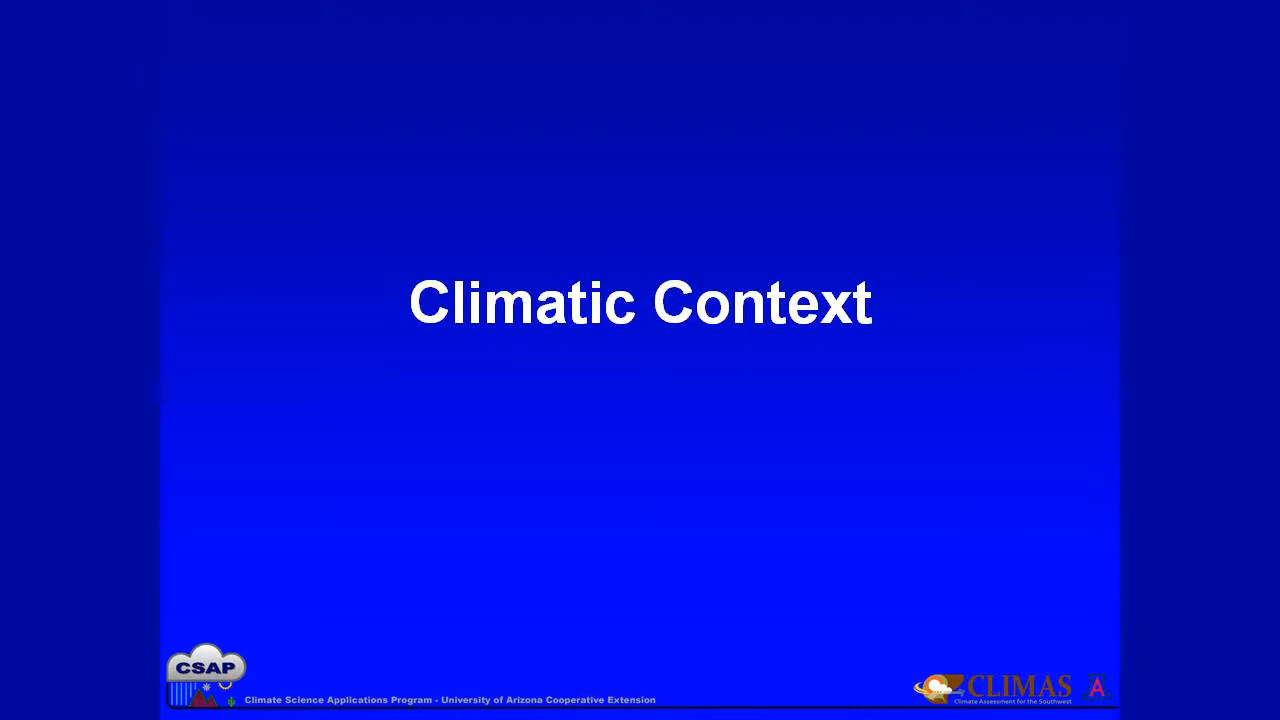 Climatic Context
CSAP
Climate Science Applications Program - University of Arizona Cooperative Extension
CLIMAS
Climate Assessment for the Southwest
A